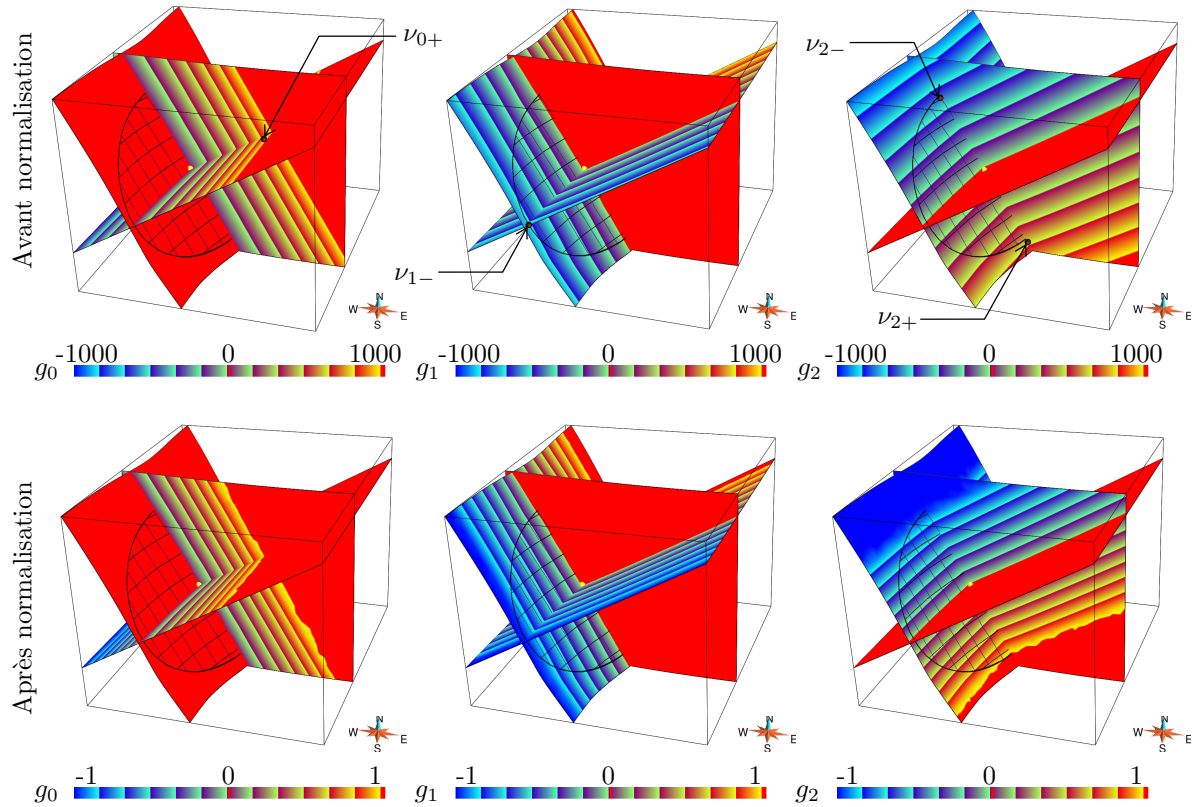 Avant normalisation
ν0+
ν1−
ν2−
ν2+
N
W E
S
N
W E
S
N
W E
S
g0 -1000 0 1000
g1 -1000 0 1000
g2 -1000 0 1000
Après normalisation
N
W E
S
N
W E
S
N
W E
S
g0 -1 0 1
g1 -1 0 1
g2 -1 0 1